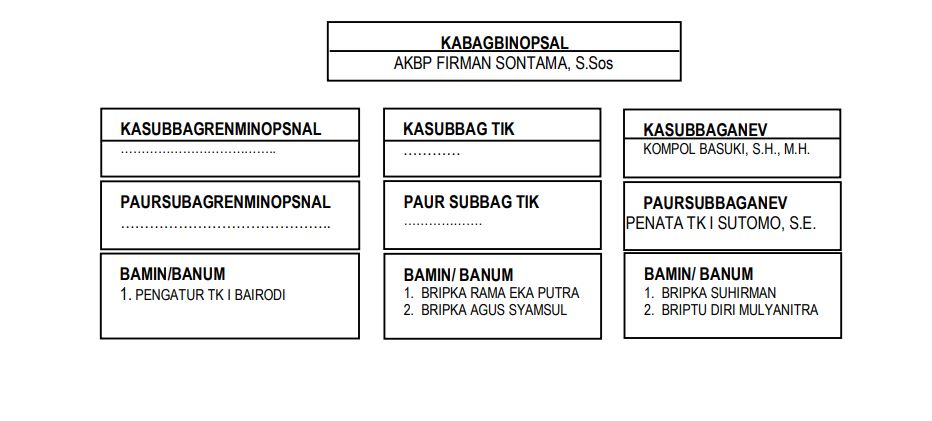 KABAGBINOPSAL
AKBP FIRMAN SONTAMA, S.Sos
KASUBBAGRENMINOPSNAL
…………………………………..
PAURSUBAGRENMINOPSNAL
………………………………………..
BAMIN/BANUM
1. PENGATUR TK I BAIRODI
KASUBBAG TIK
…………
PAUR SUBBAG TIK
…………………
BAMIN/ BANUM
1. BRIPKA RAMA EKA PUTRA
2. BRIPKA AGUS SYAMSUL
KASUBBAGANEV
KOMPOL BASUKI, S.H., M.H.
PAURSUBBAGANEV
PENATA TK I SUTOMO, S.E.
BAMIN/ BANUM
1. BRIPKA SUHIRMAN
2. BRIPTU DIRI MULYANITRA